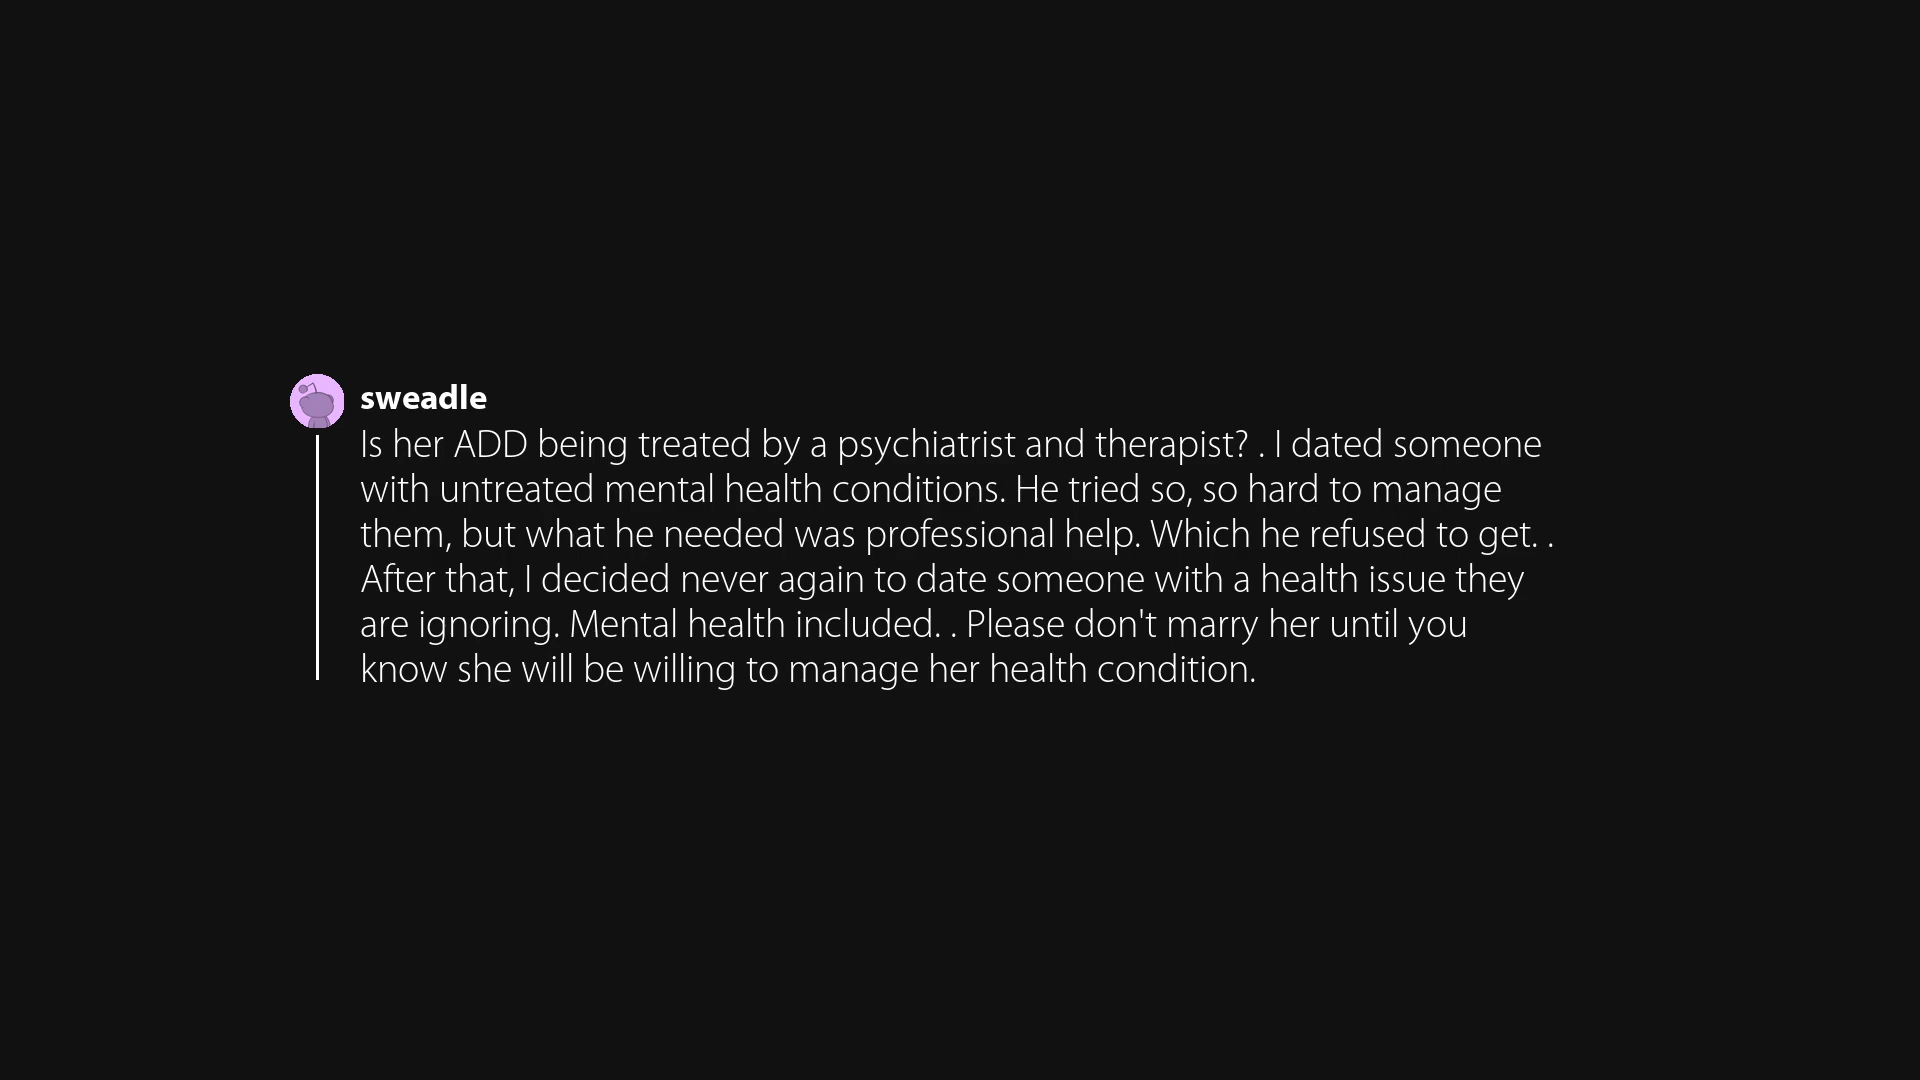 sweadle
Is her ADD being treated by a psychiatrist and therapist? . I dated someone
with untreated mental health conditions. He tried so, so hard to manage
them, but what he needed was professional help. Which he refused to get. .
After that, I decided never again to date someone with a health issue they
are ignoring. Mental health included. . Please don't marry her until you
know she will be willing to manage her health condition.